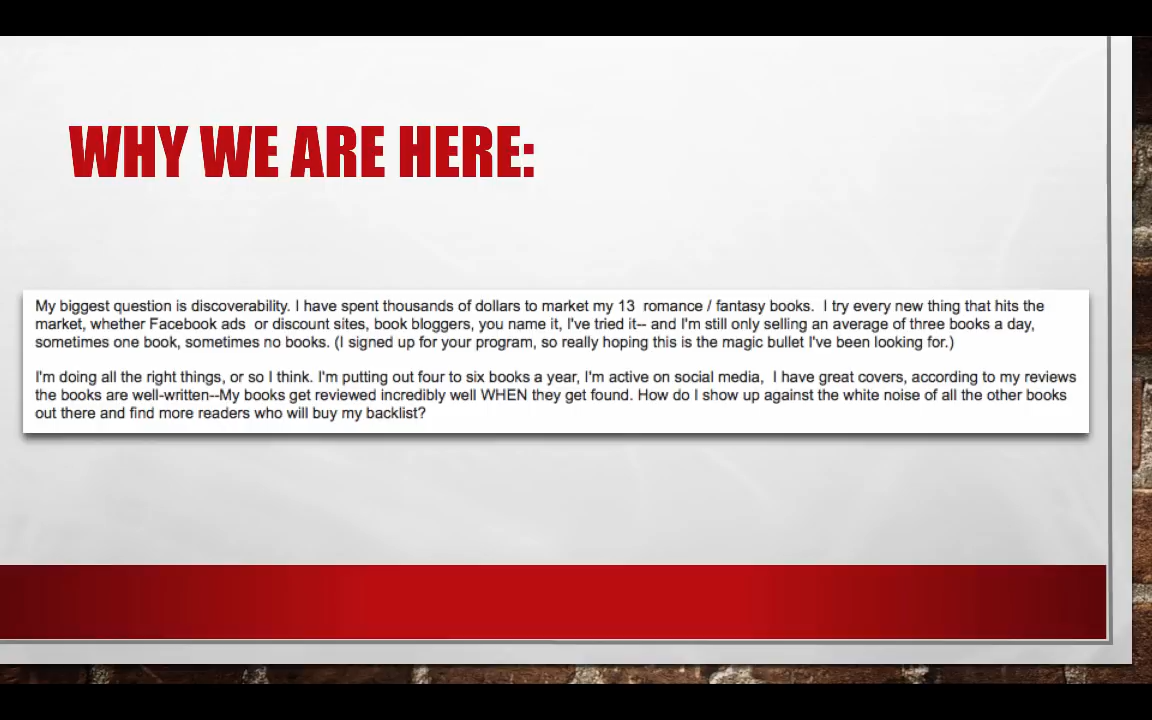 WHY WE ARE HERE:
My biggest question is discoverability. I have spent thousands of dollars to market my 13 romance / fantasy books. I try every new thing that hits the
market, whether Facebook ads or discount sites, book bloggers, you name it, I've tried it-- and I'm still only selling an average of three books a day,
sometimes one book, sometimes no books. (I signed up for your program, so really hoping this is the magic bullet I've been looking for.)
I'm doing all the right things, or so I think. I'm putting out four to six books a year, I'm active on social media, I have great covers, according to my reviews
the books are well-written--My books get reviewed incredibly well WHEN they get found. How do I show up against the white noise of all the other books
out there and find more readers who will buy my backlist?